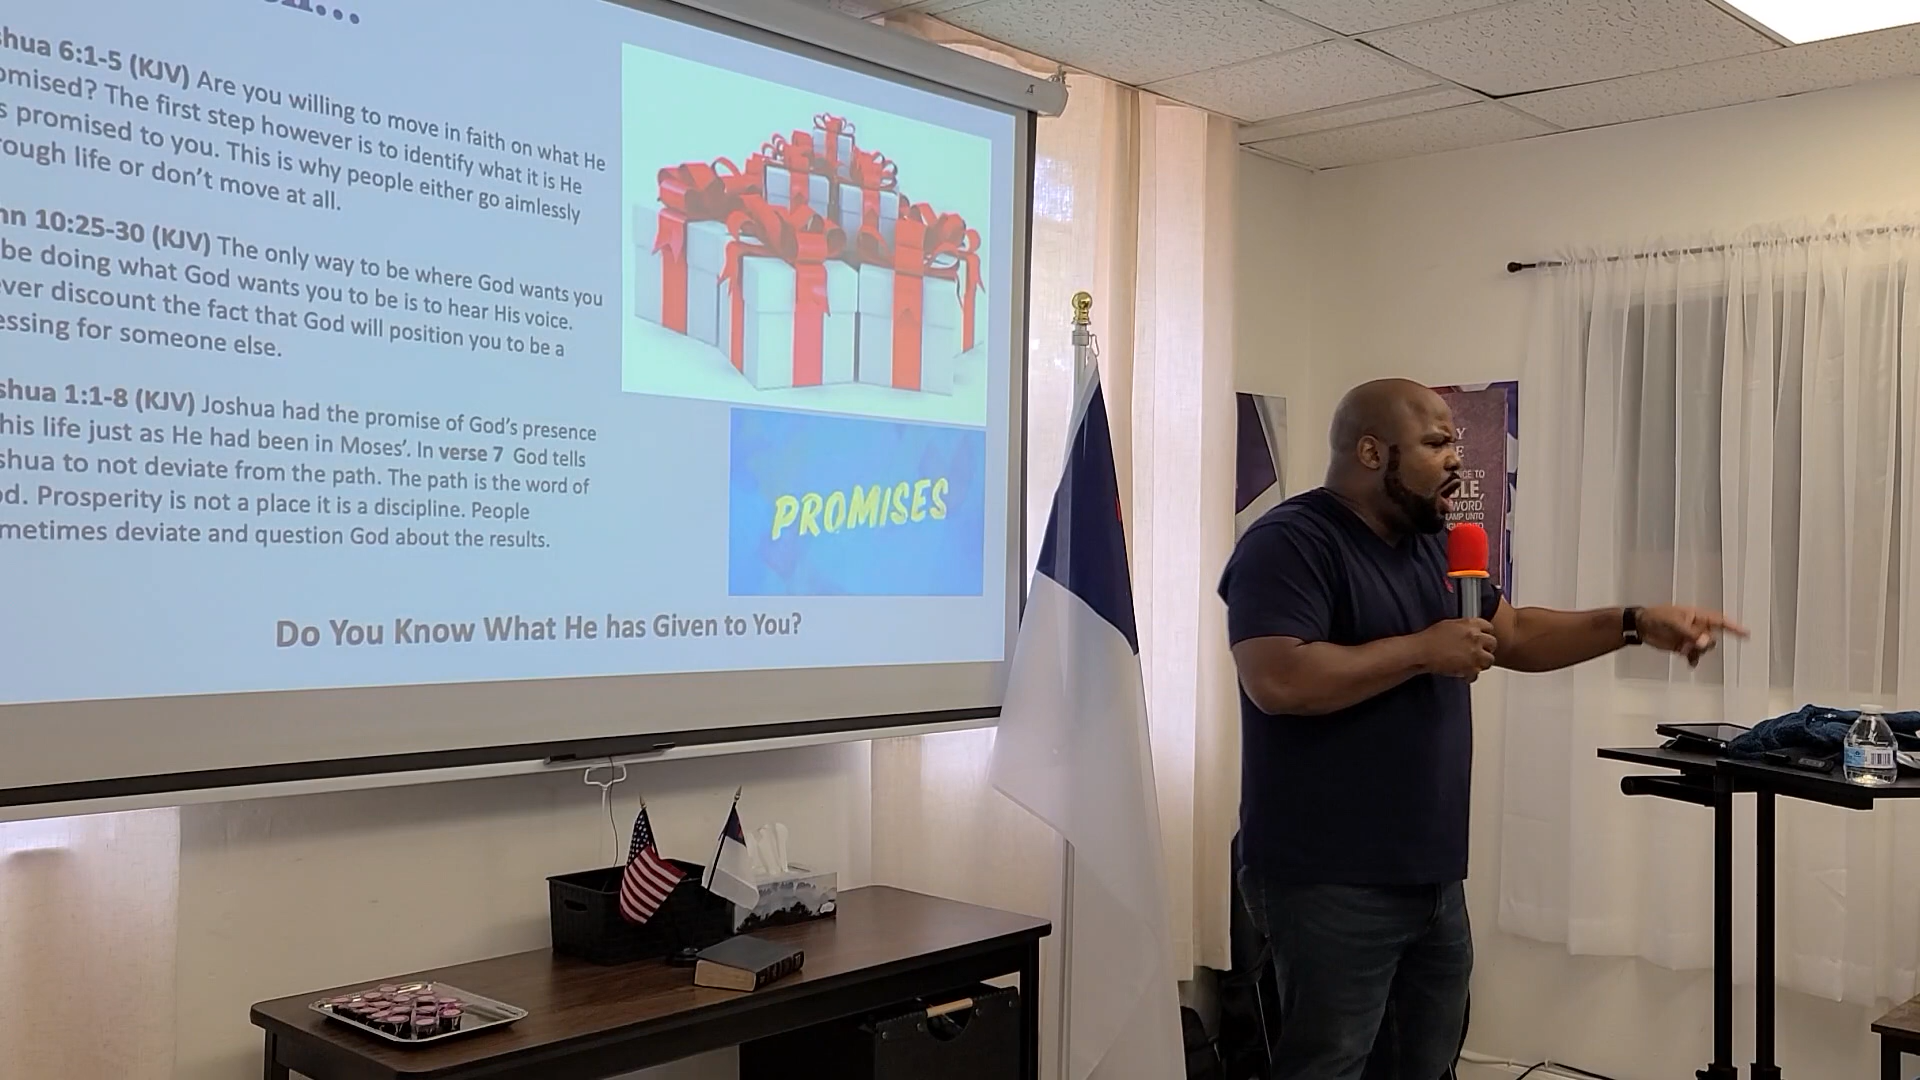 hua 6:1-5 (KJV) Are you willing to move in faith on what He
omised? The first step however is to identify what it is He
s promised to you. This is why people either go aimlessly
ough life or don't move at all.
hn 10:25-30 (KJV) The only way to be where God wants you
be doing what God wants you to be is to hear His voice.
ver discount the fact that God will position you to be a
essing for someone else.
shua 1:1-8 (KJV) Joshua had the promise of God's presence
his life just as He had been in Moses'. In verse 7 God tells
shua to not deviate from the path. The path is the word of
od. Prosperity is not a place it is a discipline. People
metimes deviate and question God about the results.
PROMISES
Do You Know What He has Given to You?
WORD.